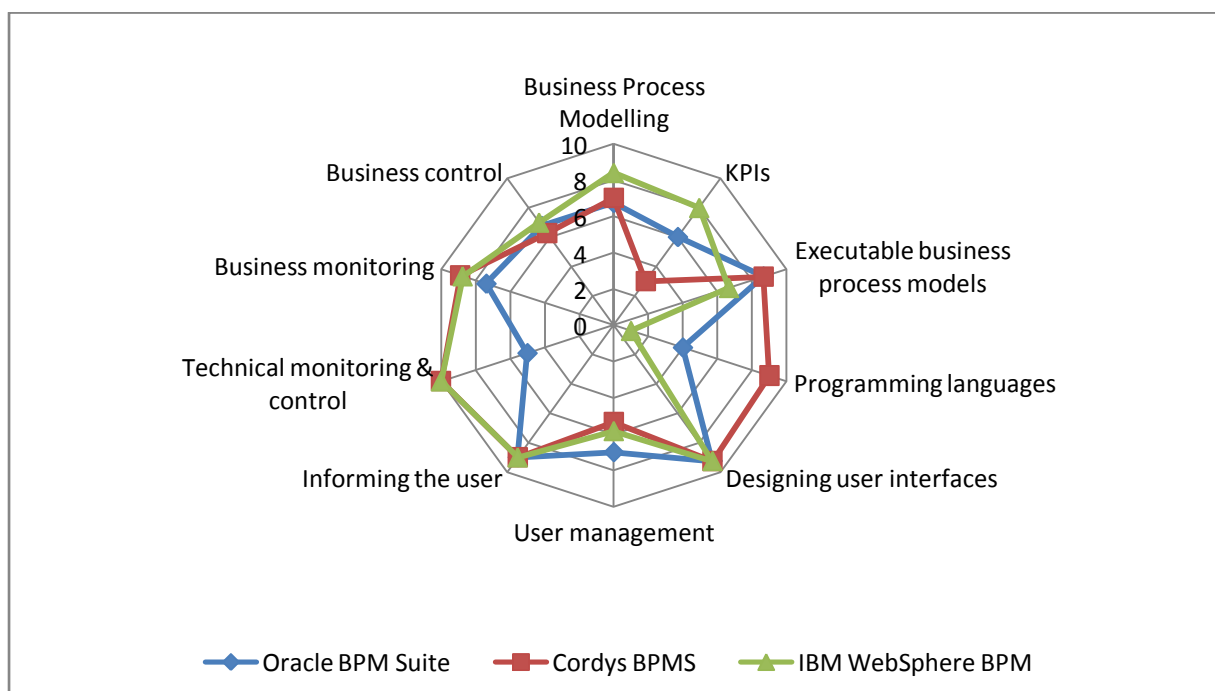 Business Process
Modelling
10
8
6
4
2
0
KPIs
Executable business
process models
Programming languages
Designing user interfaces
User management
Informing the user
Technical monitoring &
control
Business monitoring
Business control
Oracle BPM Suite
Cordys BPMS
IBM WebSphere BPM